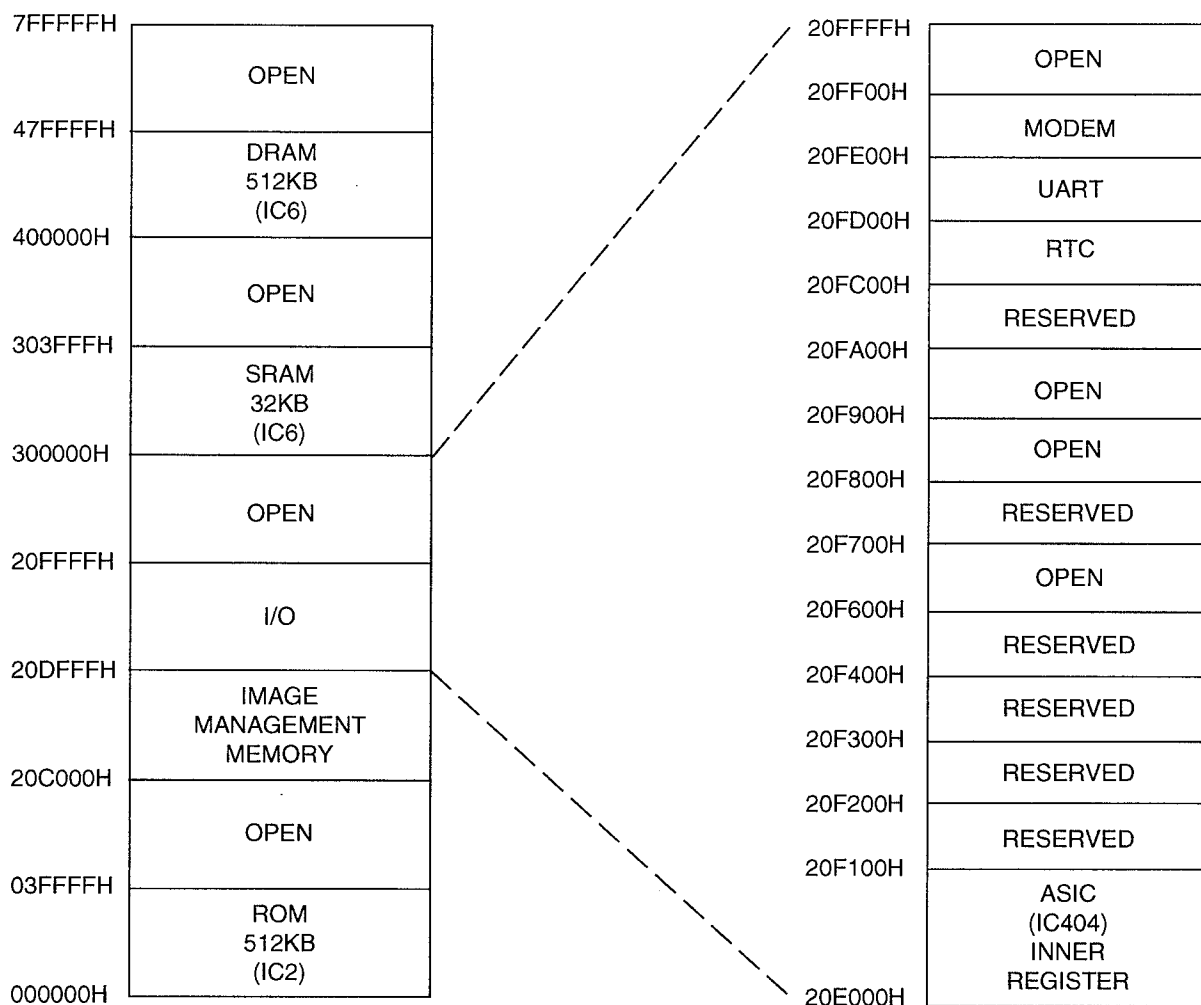 7FFFFFH
OPEN
47FFFFH
DRAM
512KB
(IC6)
400000H
OPEN
303FFFH
SRAM
32KB
(IC6)
300000H
OPEN
20FFFFH
I/O
20DFFFH
IMAGE
MANAGEMENT
MEMORY
20C000H
OPEN
03FFFFH
ROM
512KB
(IC2)
000000H
20FFFFH
OPEN
20FF00H
MODEM
20FE00H
UART
20FD00H
RTC
20FC00H
RESERVED
20FA00H
OPEN
20F900H
OPEN
20F800H
RESERVED
20F700H
OPEN
20F600H
RESERVED
20F400H
RESERVED
20F300H
RESERVED
20F200H
RESERVED
20F100H
ASIC
(IC404)
INNER
REGISTER
20E000H